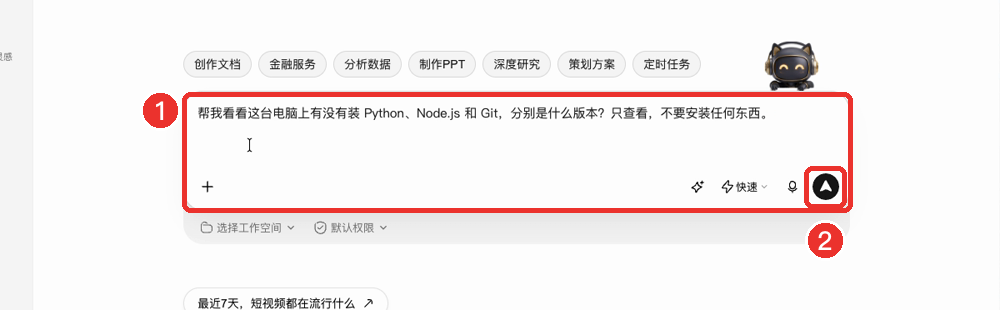 灵感
创作文档 金融服务 分析数据 制作PPT 深度研究 策划方案 定时任务
1
帮我看看这台电脑上有没有装 Python、Node.js 和 Git，分别是什么版本？只查看，不要安装任何东西。
快速
2
选择工作空间 默认权限
最近7天，短视频都在流行什么